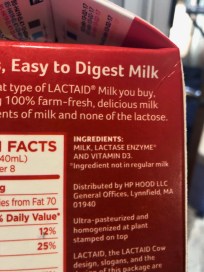 , Easy to Digest Milk
at type of LACTAID® Milk you buy.
100% farm-fresh, delicious milk
ents of milk and none of the lactose.
FACTS
40mL)
er 8
INGREDIENTS:
MILK, LACTASE ENZYME*
AND VITAMIN D3.
*Ingredient not in regular milk
ies from Fat 70
% Daily Value*
12%
25%
Distributed by HP HOOD LLC
General Offices, Lynnfield, MA
01940
Ultra-pasteurized and
homogenized at plant
stamped on top
LACTAID, the LACTAID Cow
design, slogans, and the
of this package are